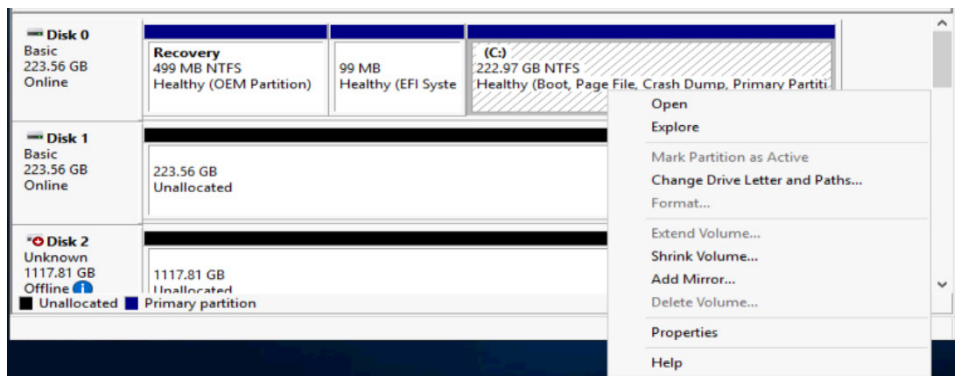 Disk 0
Basic
223.56 GB
Online
Recovery
499 MB NTFS
Healthy (OEM Partition)
99 MB
Healthy (EFI Syste
(C:)
222.97 GB NTFS
Healthy (Boot, Page File, Crash Dump, Primary Partiti
Disk 1
Basic
223.56 GB
Online
223.56 GB
Unallocated
Disk 2
Unknown
1117.81 GB
Offline
1117.81 GB
Unallocated
Unallocated
Primary partition
Open
Explore
Mark Partition as Active
Change Drive Letter and Paths...
Format...
Extend Volume...
Shrink Volume...
Add Mirror...
Delete Volume...
Properties
Help